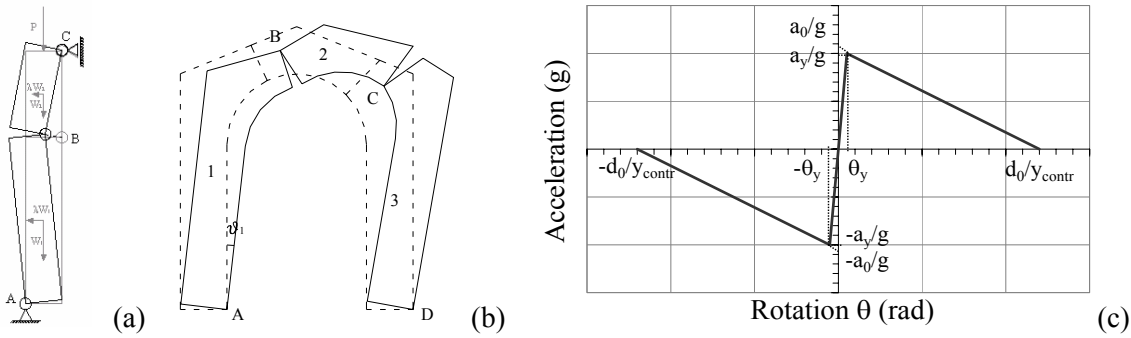 P
C
λW₂
W₂
B
λW₁
W₁
A
(a)
B
2
C
1
3
ϑ₁
A
D
(b)
Acceleration (g)
a₀/g
a_y/g
-d₀/y_contr
-θ_y
θ_y
d₀/y_contr
-a_y/g
-a₀/g
Rotation θ (rad)
(c)